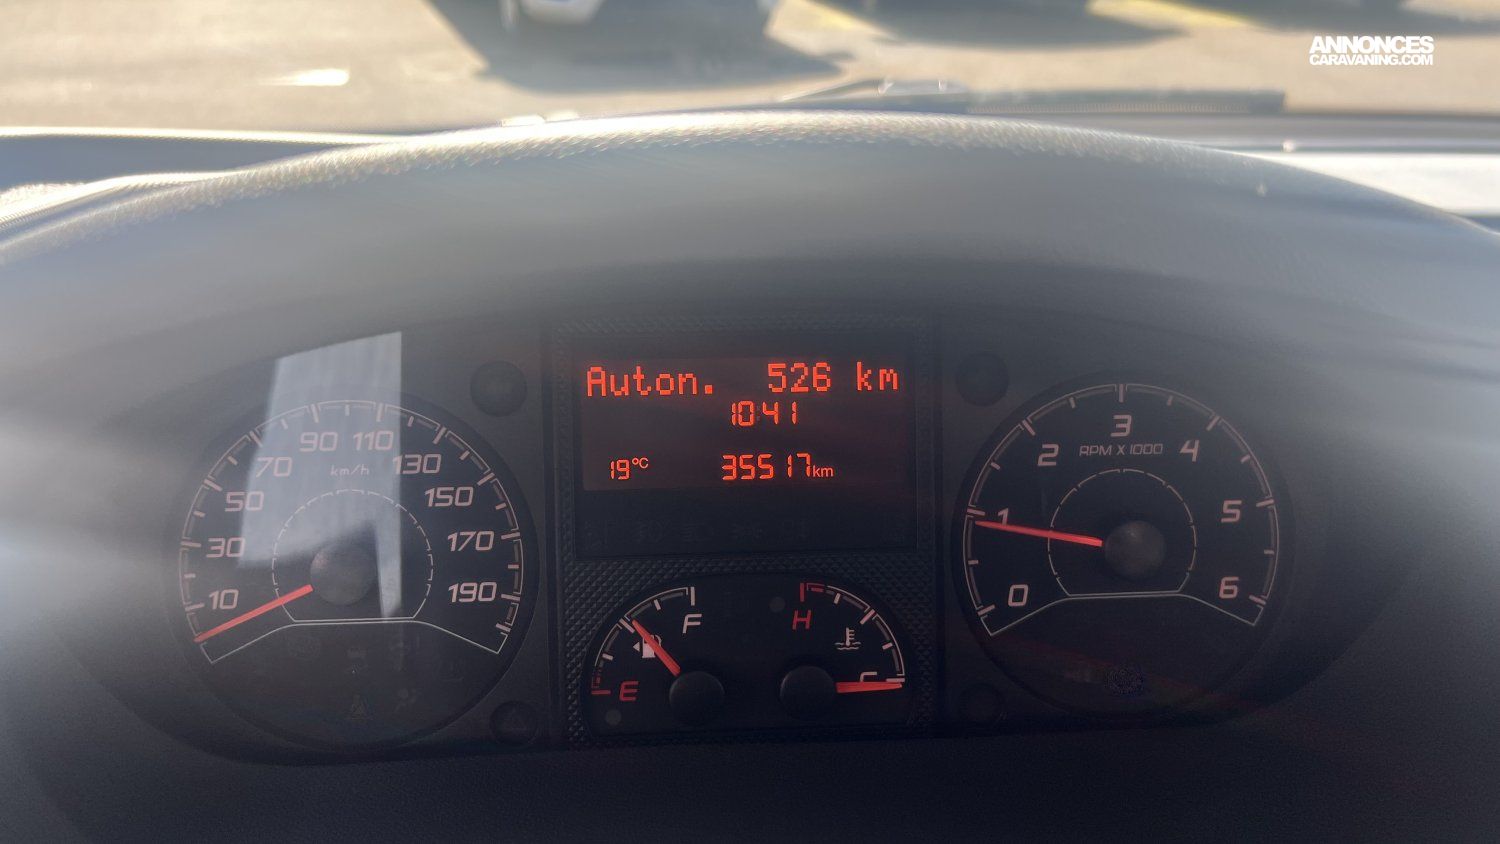 ANNONCES
CARAVANING.COM
Auton. 526 km
10:41
19°C 35517km
10
30
50
70
90
110
130
150
170
190
km/h
0
1
2
3
4
5
6
RPM X 1000
E
F
H
C